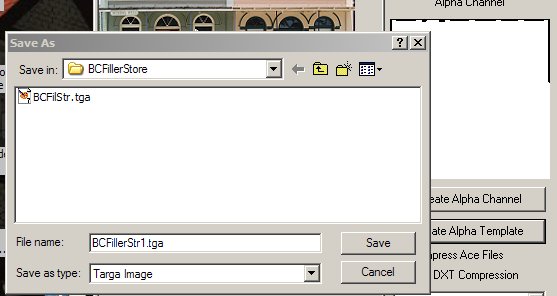 Alpha Channel
Save As
Save in: BCFillerStore
BCFilStr.tga
eate Alpha Channel
ate Alpha Template
File name: BCFillerStr1.tga Save
press Ace Files
Save as type: Targa Image Cancel
DXT Compression